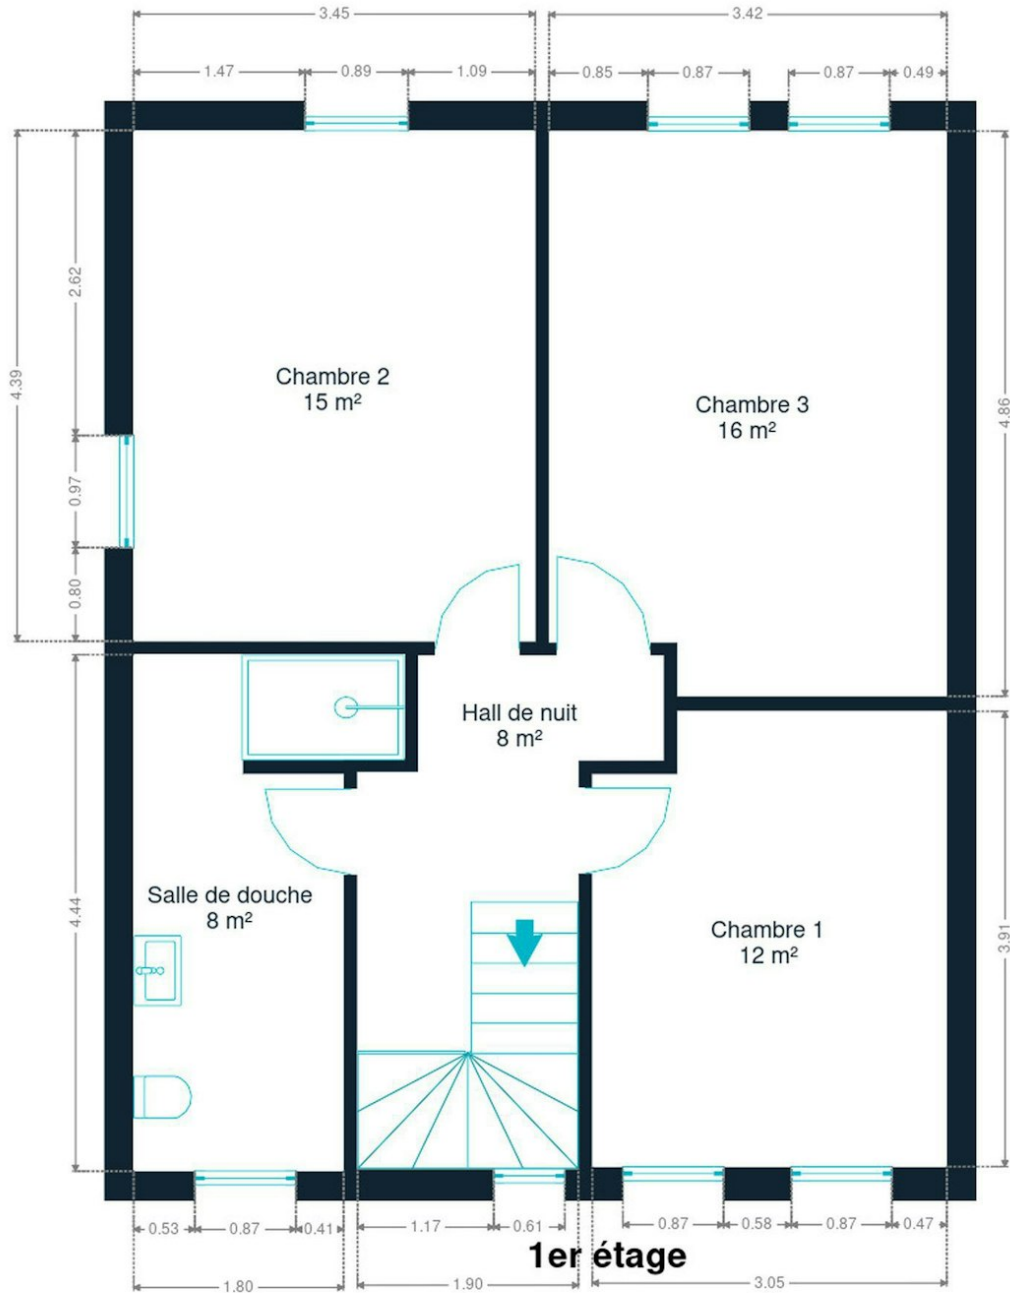 3.45
3.42
1.47
0.89
1.09
0.85
0.87
0.87
0.49
2.62
4.39
Chambre 2
15 m²
Chambre 3
16 m²
4.86
0.97
0.80
Hall de nuit
8 m²
Salle de douche
8 m²
4.44
Chambre 1
12 m²
3.91
0.53
0.87
0.41
1.17
0.61
0.87
0.58
0.87
0.47
1er étage
1.80
1.90
3.05